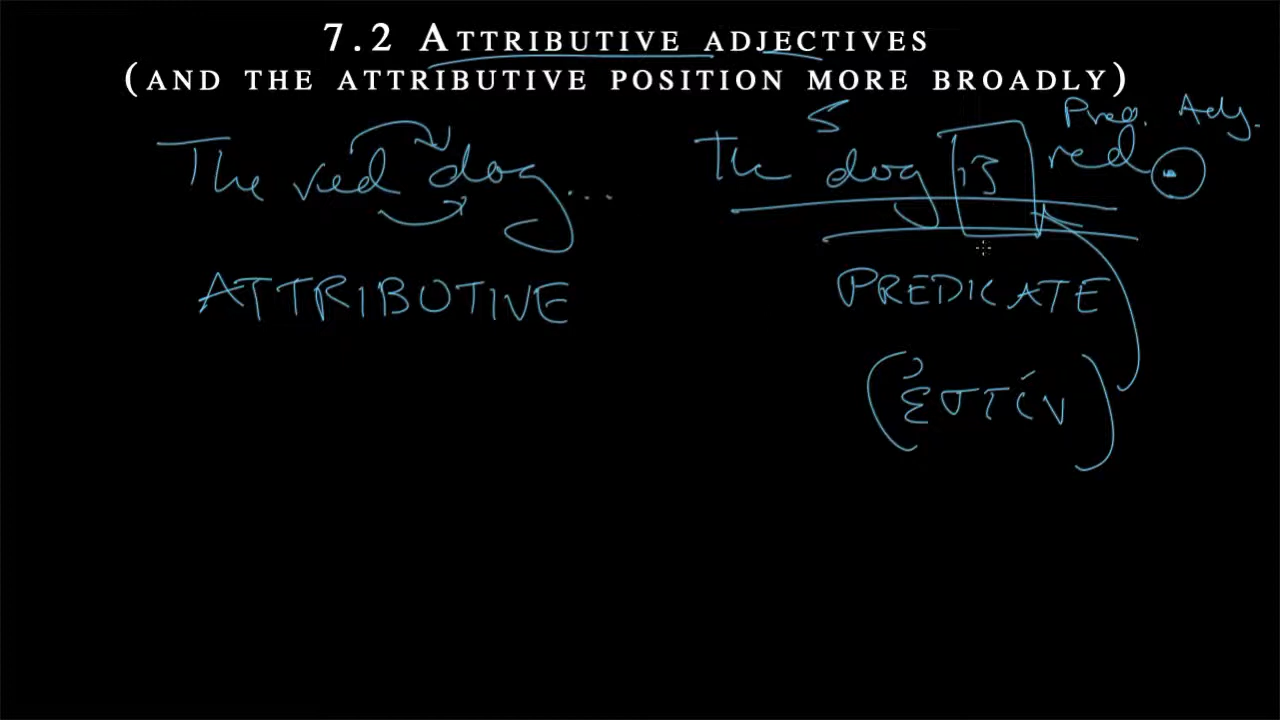 7.2 ATTRIBUTIVE ADJECTIVES
(AND THE ATTRIBUTIVE POSITION MORE BROADLY)
The red dog...
S
Pred. Adj.
The dog is red.
ATTRIBUTIVE
PREDICATE
(ἐστίν)